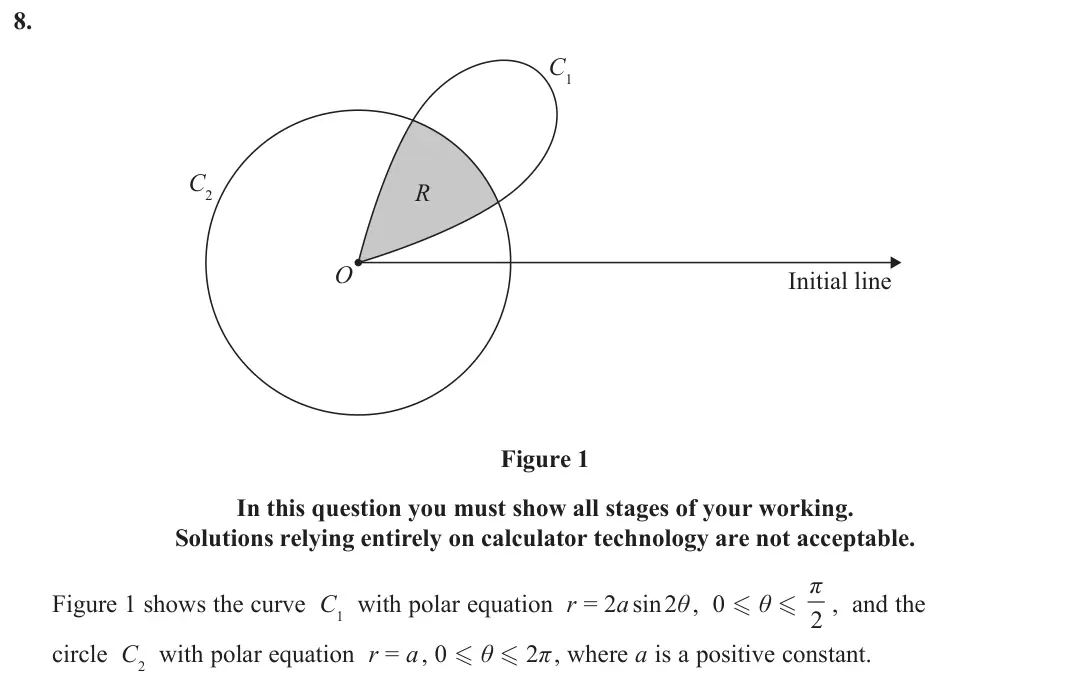 8.
C₁
C₂
R
O
Initial line
Figure 1
In this question you must show all stages of your working.
Solutions relying entirely on calculator technology are not acceptable.
Figure 1 shows the curve C₁ with polar equation r = 2a sin 2θ, 0 ⩽ θ ⩽ π/2, and the
circle C₂ with polar equation r = a, 0 ⩽ θ ⩽ 2π, where a is a positive constant.